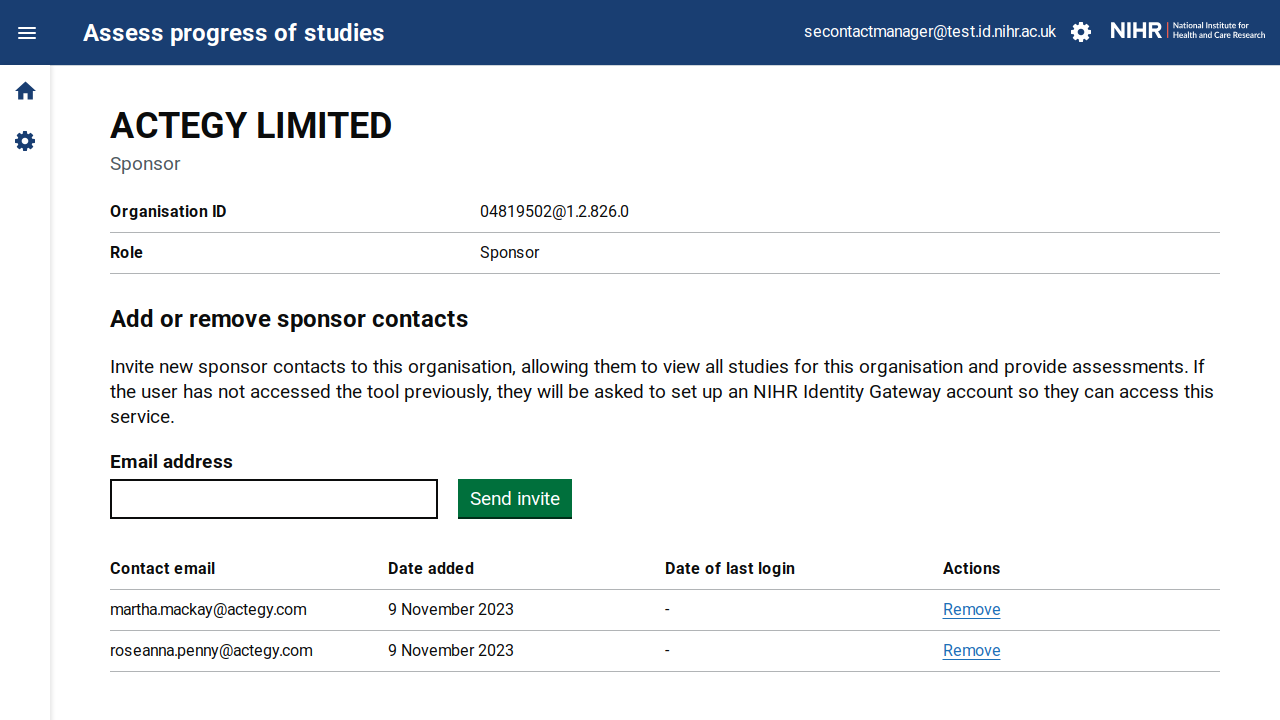 Assess progress of studies
secontactmanager@test.id.nihr.ac.uk
NIHR | National Institute for
Health and Care Research
ACTEGY LIMITED
Sponsor
Organisation ID 04819502@1.2.826.0
Role Sponsor
Add or remove sponsor contacts
Invite new sponsor contacts to this organisation, allowing them to view all studies for this organisation and provide assessments. If
the user has not accessed the tool previously, they will be asked to set up an NIHR Identity Gateway account so they can access this
service.
Email address
Send invite
Contact email Date added Date of last login Actions
martha.mackay@actegy.com 9 November 2023 - Remove
roseanna.penny@actegy.com 9 November 2023 - Remove